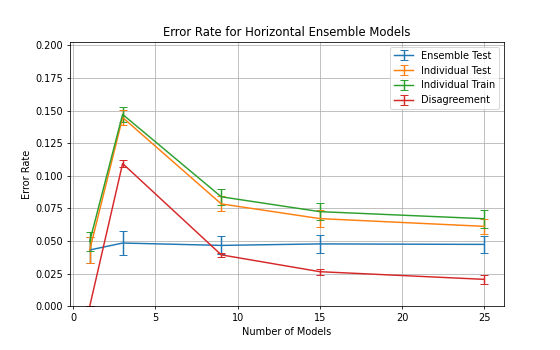 Error Rate for Horizontal Ensemble Models
0.200
0.175
0.150
0.125
0.100
0.075
0.050
0.025
0.000
Error Rate
Ensemble Test
Individual Test
Individual Train
Disagreement
0
5
10
15
20
25
Number of Models